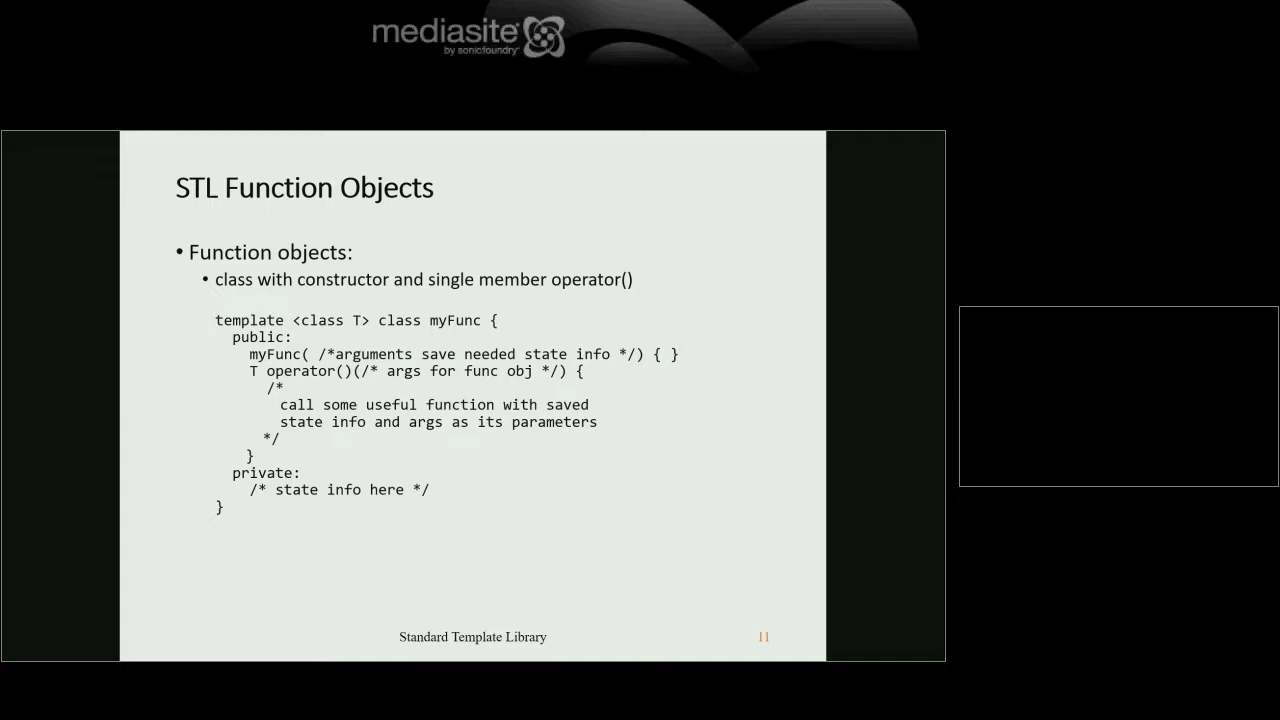 mediasite
by sonicfoundry
STL Function Objects
• Function objects:
• class with constructor and single member operator()
template <class T> class myFunc {
public:
myFunc( /*arguments save needed state info */) { }
T operator()(/* args for func obj */) {
/*
call some useful function with saved
state info and args as its parameters
*/
}
private:
/* state info here */
}
Standard Template Library
11